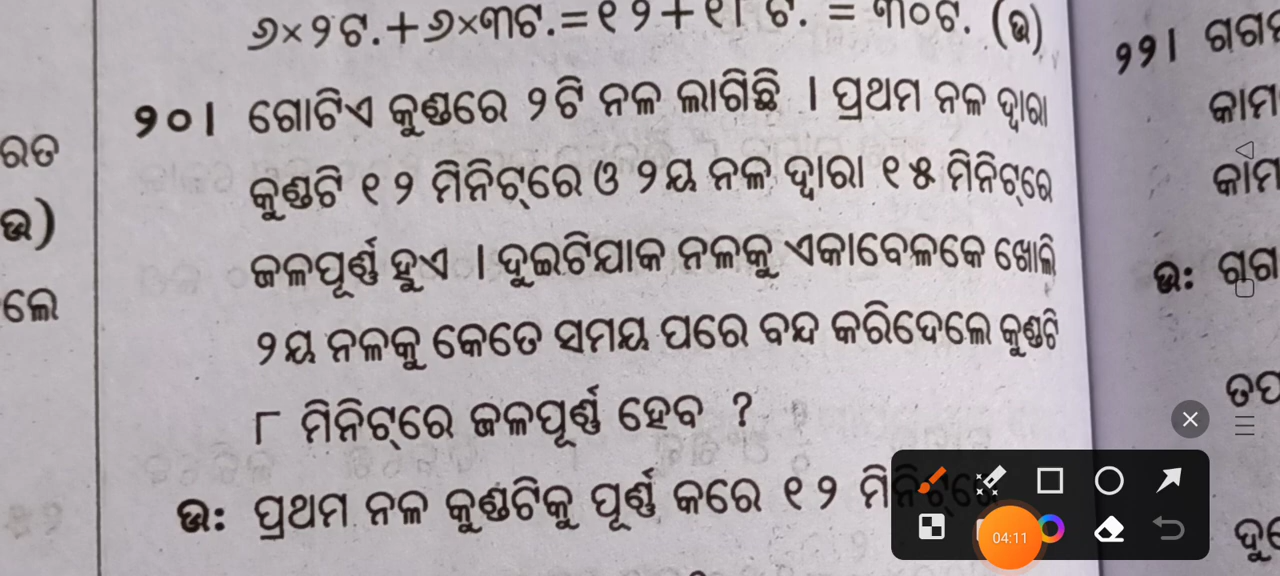 ୬×୨ଟ.+୬×୩ଟ.=୧୨+୧୮ ଟ. = ୩୦ଟ. (ଉ)
୨୦। ଗୋଟିଏ କୁଣ୍ଡରେ ୨ଟି ନଳ ଲାଗିଛି । ପ୍ରଥମ ନଳ ଦ୍ୱାରା
କୁଣ୍ଡଟି ୧୨ ମିନିଟ୍‌ରେ ଓ ୨ୟ ନଳ ଦ୍ୱାରା ୧୫ ମିନିଟ୍‌ରେ
ଜଳପୂର୍ଣ୍ଣ ହୁଏ । ଦୁଇଟିଯାକ ନଳକୁ ଏକାବେଳକେ ଖୋଲି
୨ୟ ନଳକୁ କେତେ ସମୟ ପରେ ବନ୍ଦ କରିଦେଲେ କୁଣ୍ଡଟି
୮ ମିନିଟ୍‌ରେ ଜଳପୂର୍ଣ୍ଣ ହେବ ?
ଉ: ପ୍ରଥମ ନଳ କୁଣ୍ଡଟିକୁ ପୂର୍ଣ୍ଣ କରେ ୧୨ ମିନିଟ୍‌ରେ
ରତ
ଉ)
ଲେ
୨୨।
କାମ
କାମ
ଉ:
04:11